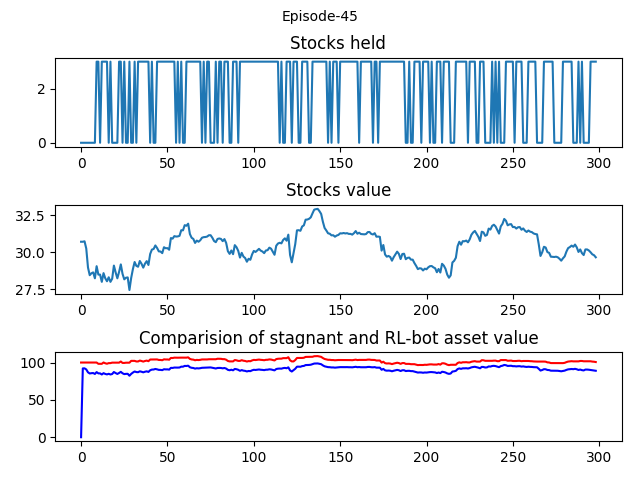 Episode-45
Stocks held
2
0
0 50 100 150 200 250 300
Stocks value
32.5
30.0
27.5
0 50 100 150 200 250 300
Comparision of stagnant and RL-bot asset value
100
50
0
0 50 100 150 200 250 300